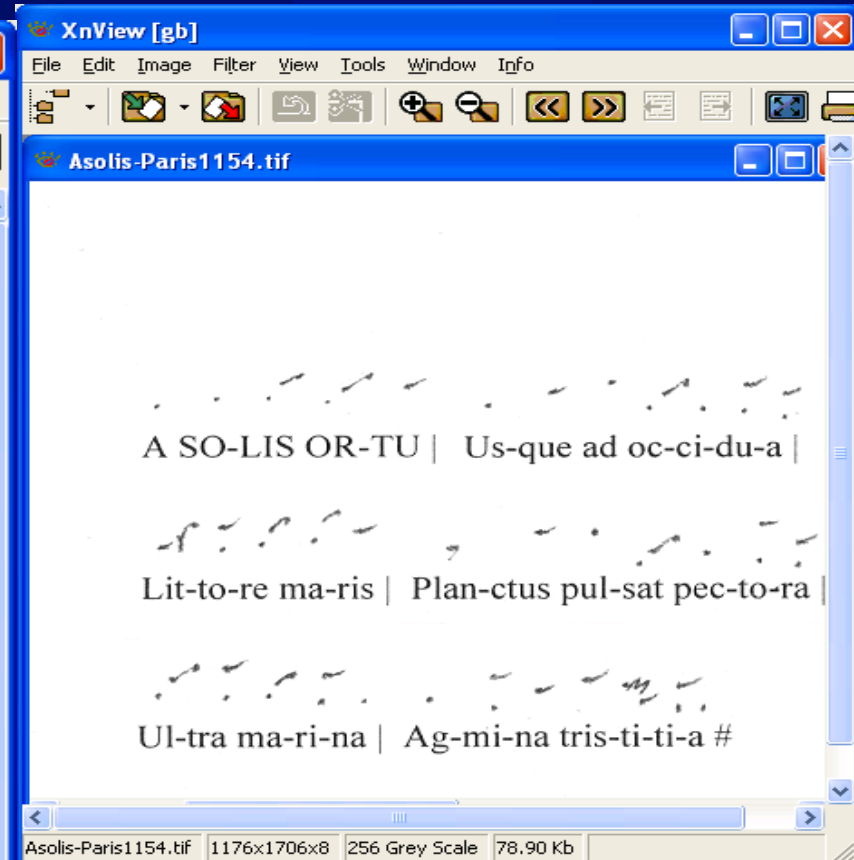 XnView [gb]
File Edit Image Filter View Tools Window Info
Asolis-Paris1154.tif
A SO-LIS OR-TU | Us-que ad oc-ci-du-a |
Lit-to-re ma-ris | Plan-ctus pul-sat pec-to-ra |
Ul-tra ma-ri-na | Ag-mi-na tris-ti-ti-a #
Asolis-Paris1154.tif 1176x1706x8 256 Grey Scale 78.90 Kb